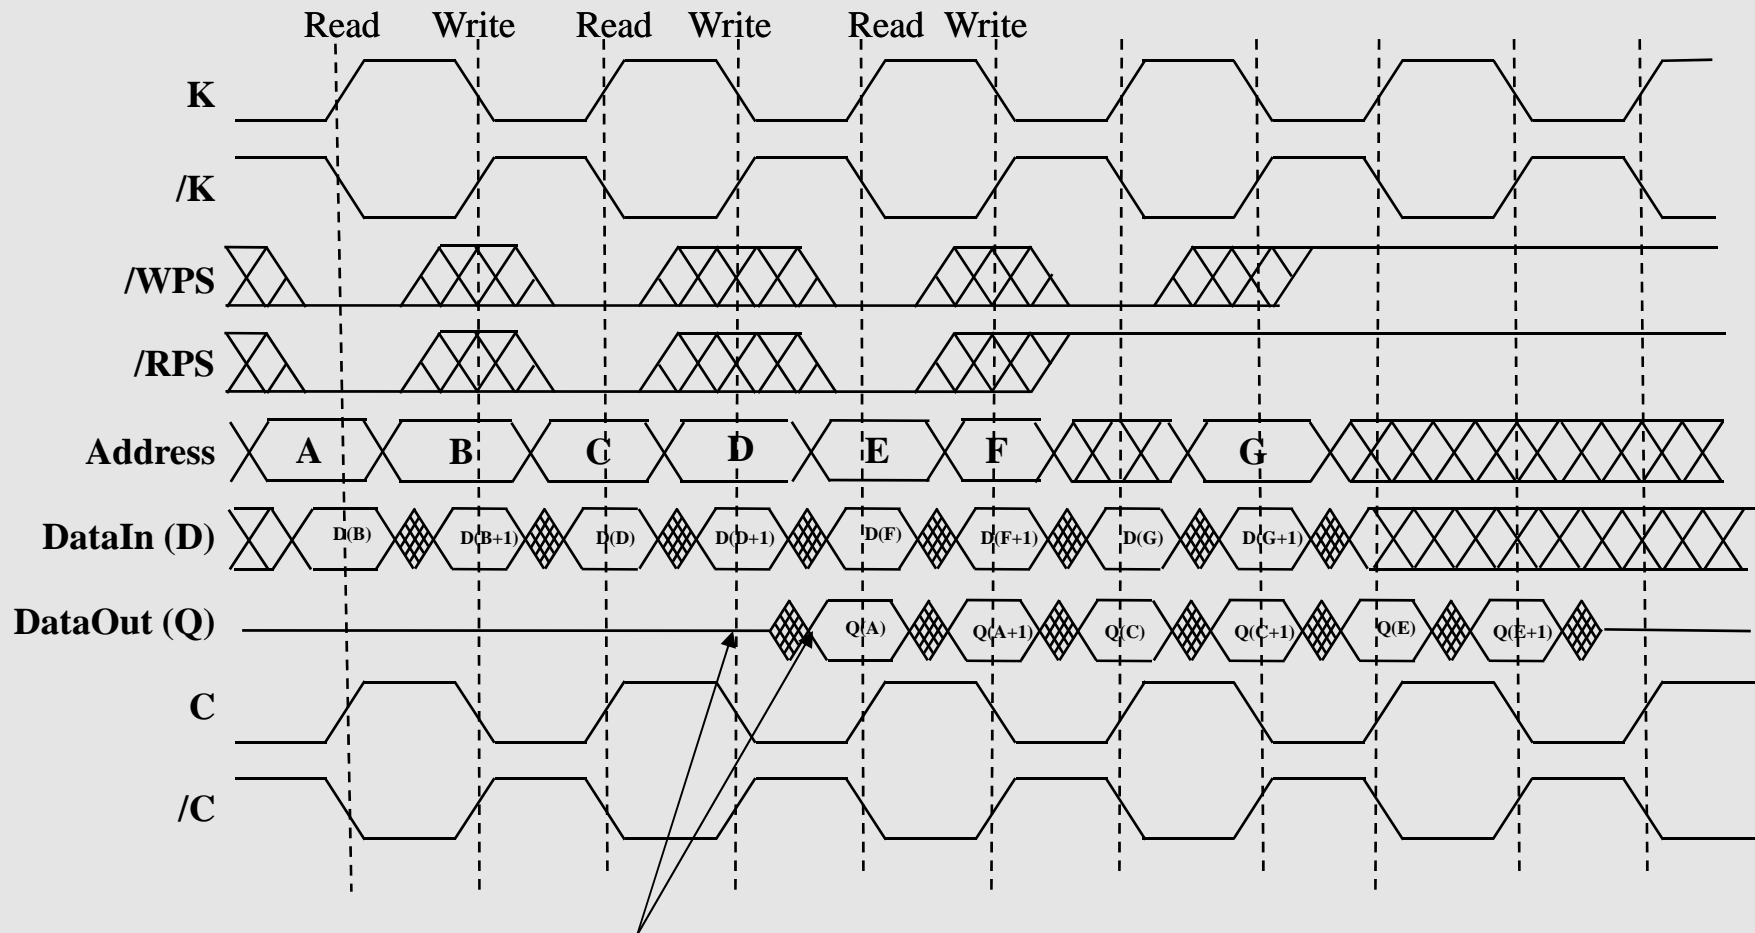 Read Write Read Write Read Write
K
/K
/WPS
/RPS
Address A B C D E F G
DataIn (D) D(B) D(B+1) D(D) D(D+1) D(F) D(F+1) D(G) D(G+1)
DataOut (Q) Q(A) Q(A+1) Q(C) Q(C+1) Q(E) Q(E+1)
C
/C